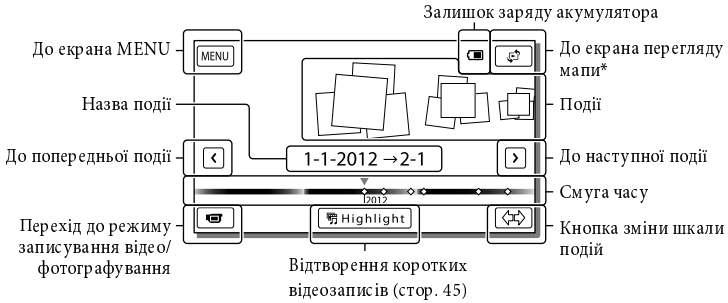 Залишок заряду акумулятора
До екрана MENU
MENU
До екрана перегляду
мапи*
Назва події
Події
До попередньої події
1-1-2012 →2-1
До наступної події
2012
Смуга часу
Перехід до режиму
записування відео/
фотографування
Highlight
Кнопка зміни шкали
подій
Відтворення коротких
відеозаписів (стор. 45)